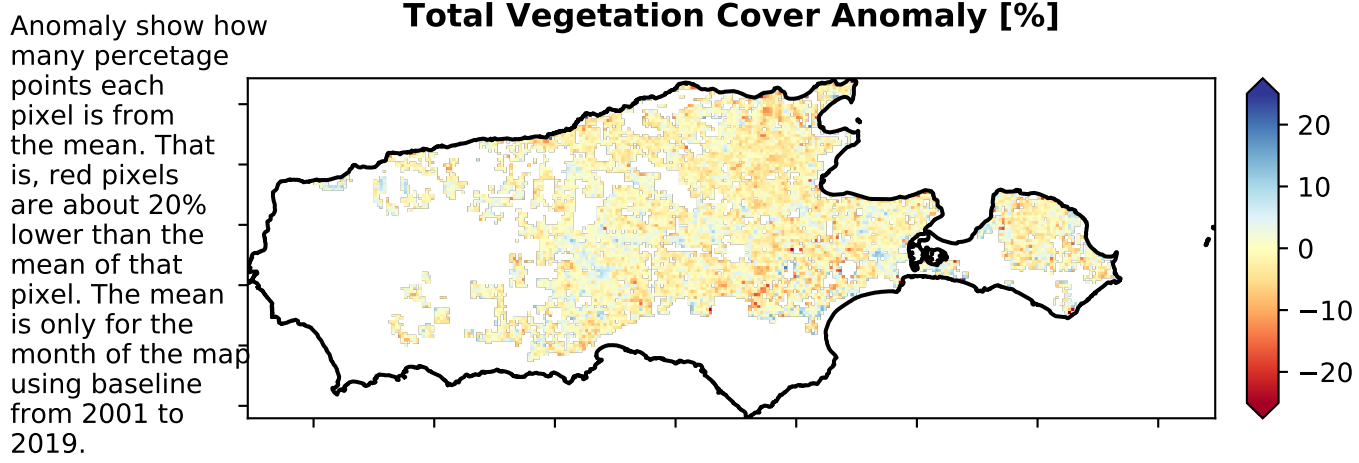 Total Vegetation Cover Anomaly [%]
Anomaly show how
many percetage
points each
pixel is from
the mean. That
is, red pixels
are about 20%
lower than the
mean of that
pixel. The mean
is only for the
month of the map
using baseline
from 2001 to
2019.
20
10
0
−10
−20